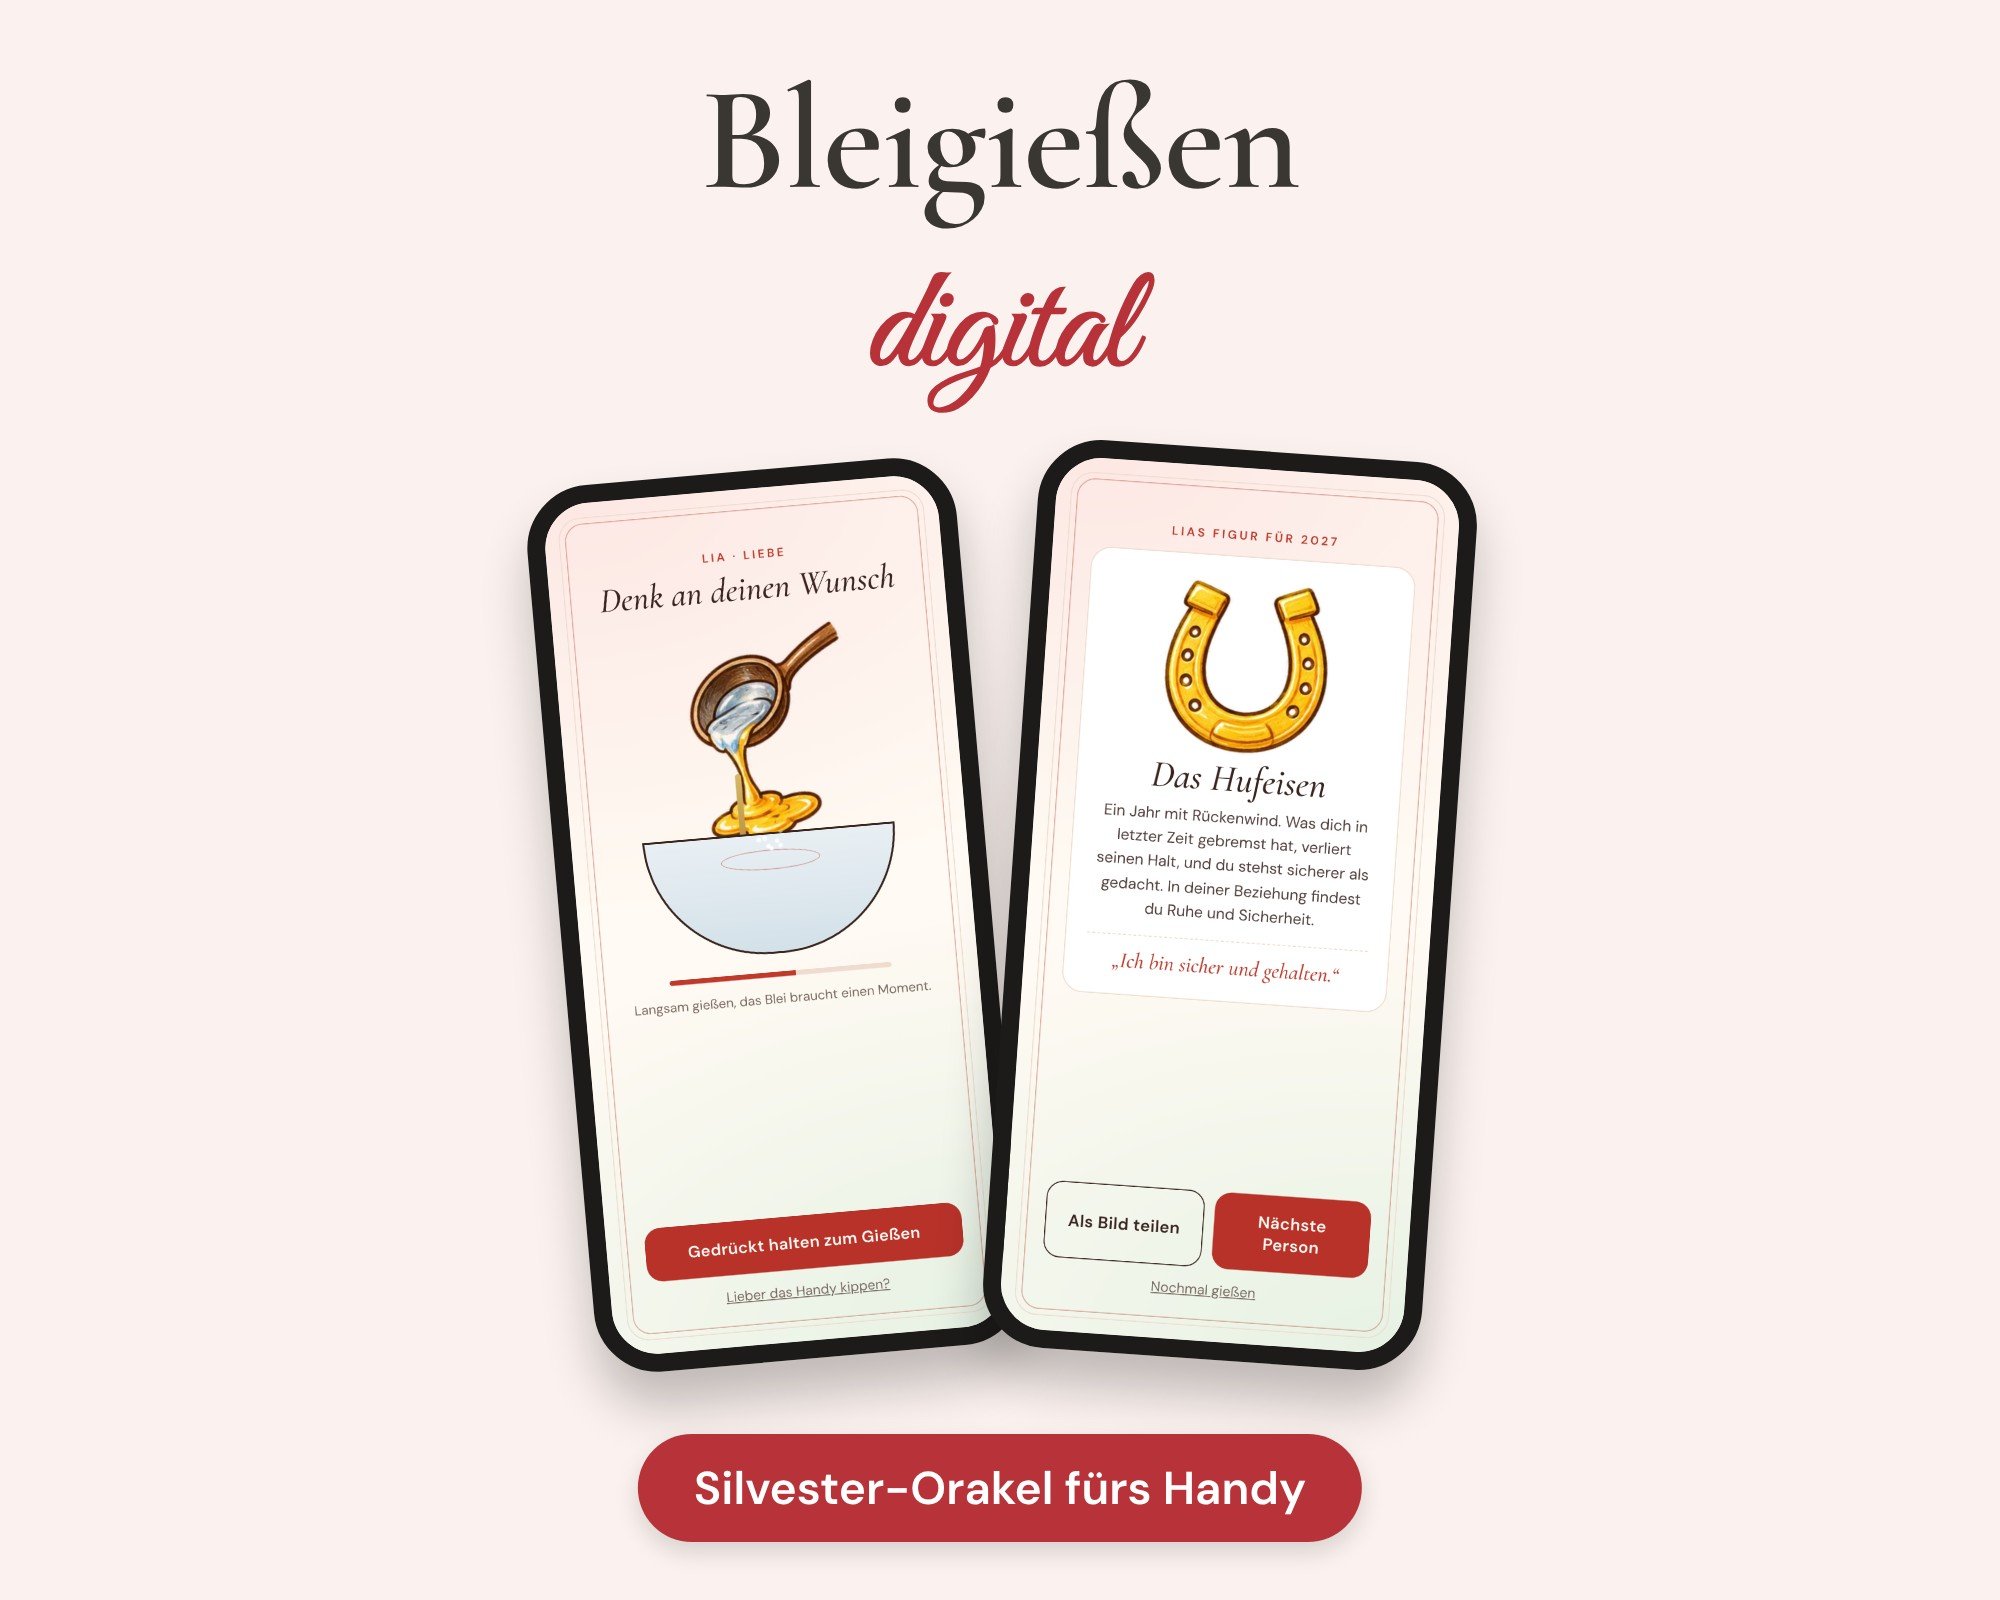 Bleigießen
digital
LIA · LIEBE
Denk an deinen Wunsch
Langsam gießen, das Blei braucht einen Moment.
Gedrückt halten zum Gießen
Lieber das Handy kippen?
LIAS FIGUR FÜR 2027
Das Hufeisen
Ein Jahr mit Rückenwind. Was dich in
letzter Zeit gebremst hat, verliert
seinen Halt, und du stehst sicherer als
gedacht. In deiner Beziehung findest
du Ruhe und Sicherheit.
„Ich bin sicher und gehalten.“
Als Bild teilen
Nächste
Person
Nochmal gießen
Silvester-Orakel fürs Handy